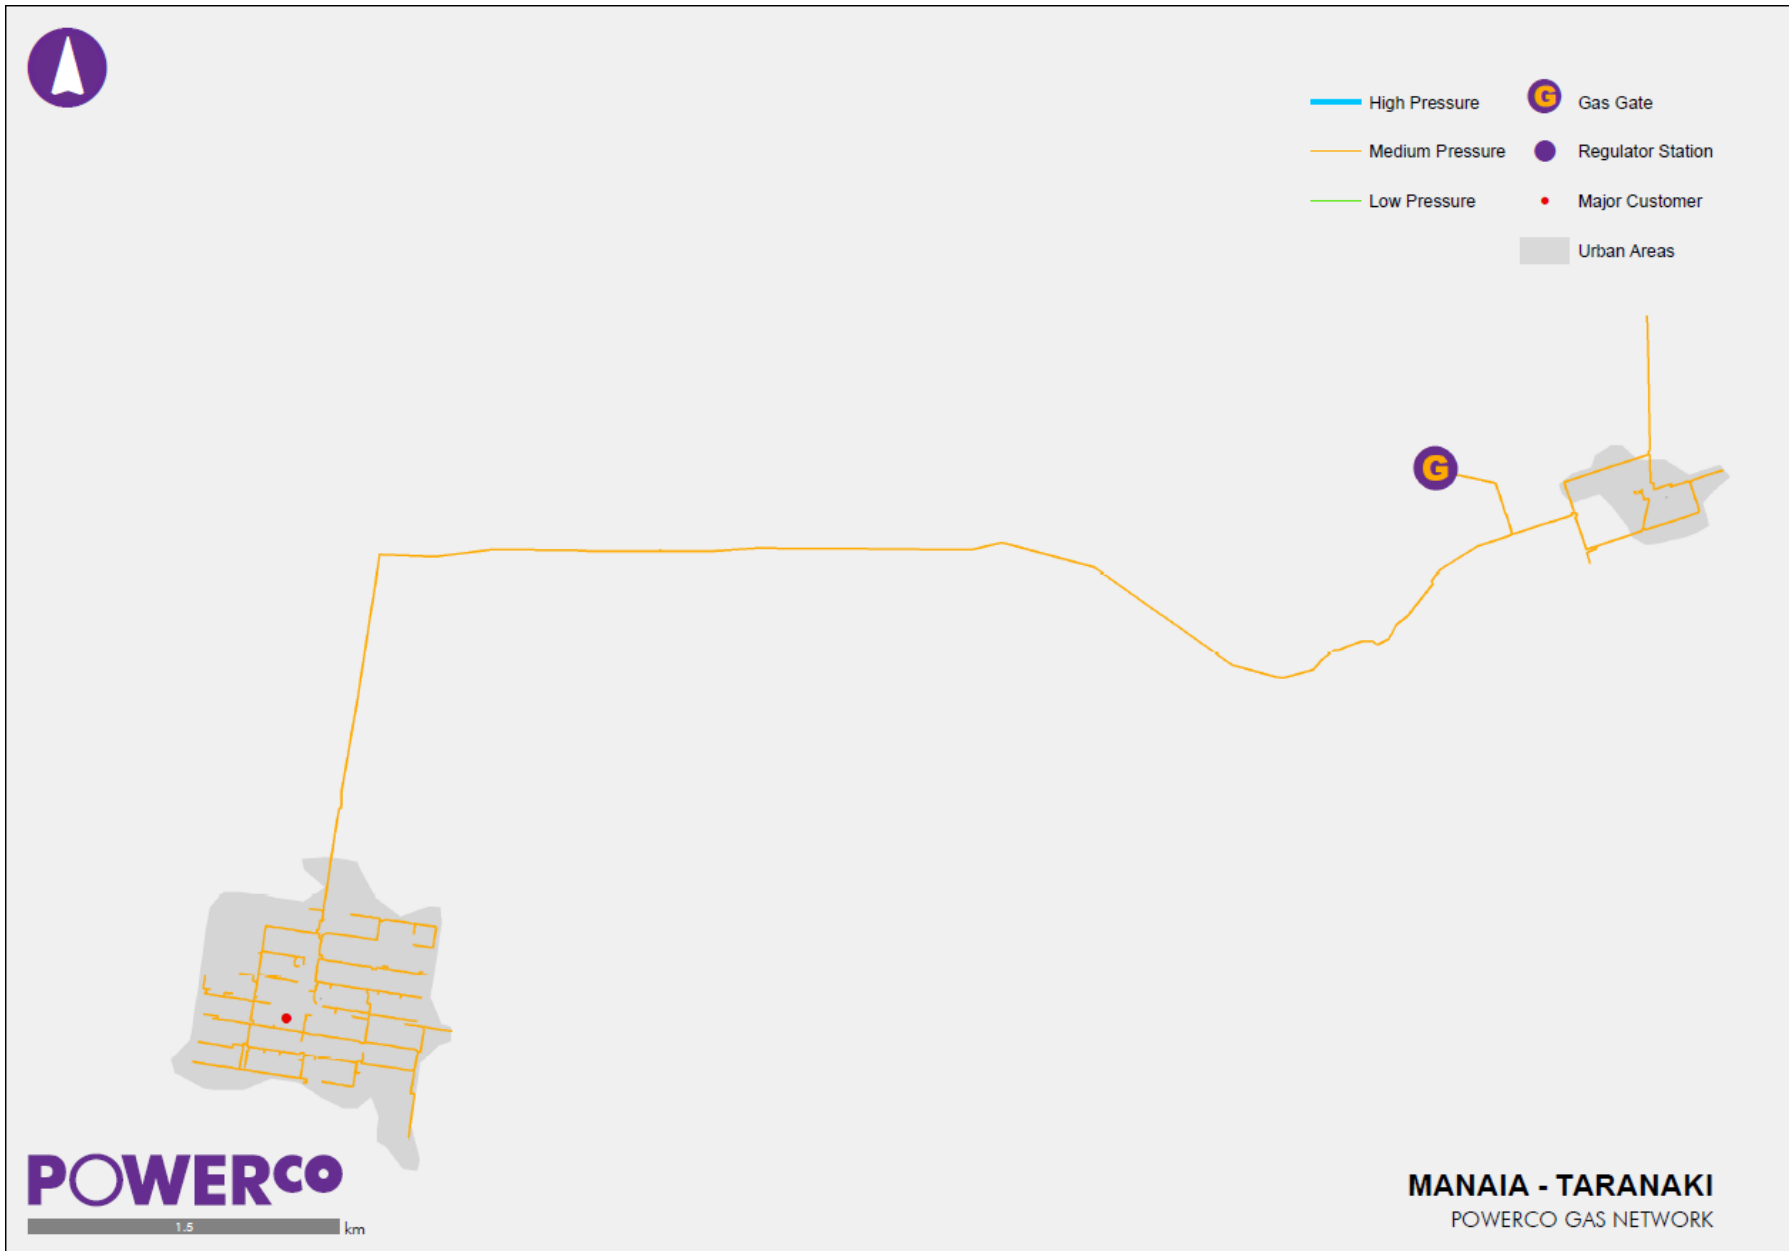 High Pressure
G
Gas Gate
Medium Pressure
Regulator Station
Low Pressure
Major Customer
Urban Areas
G
POWERCO
1.5
km
MANAIA - TARANAKI
POWERCO GAS NETWORK